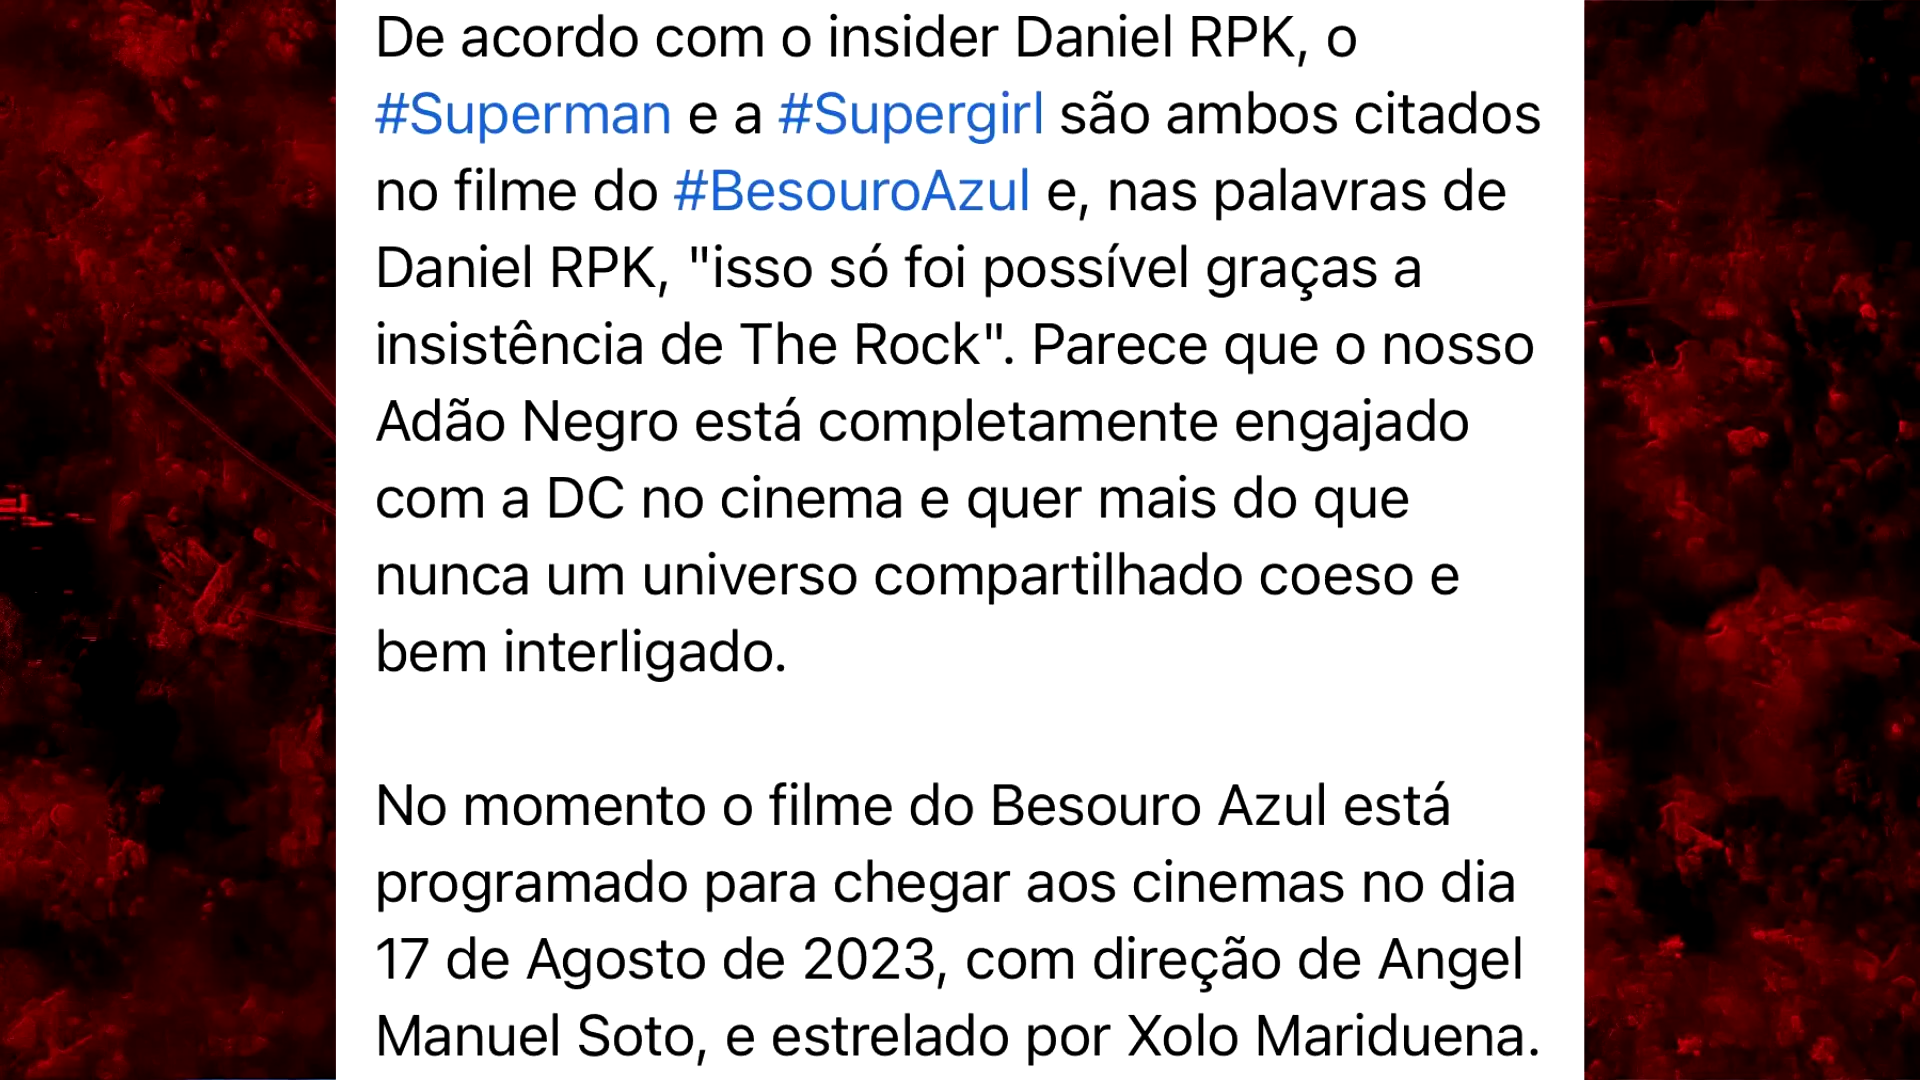 De acordo com o insider Daniel RPK, o
#Superman e a #Supergirl são ambos citados
no filme do #BesouroAzul e, nas palavras de
Daniel RPK, "isso só foi possível graças a
insistência de The Rock". Parece que o nosso
Adão Negro está completamente engajado
com a DC no cinema e quer mais do que
nunca um universo compartilhado coeso e
bem interligado.
No momento o filme do Besouro Azul está
programado para chegar aos cinemas no dia
17 de Agosto de 2023, com direção de Angel
Manuel Soto, e estrelado por Xolo Mariduena.